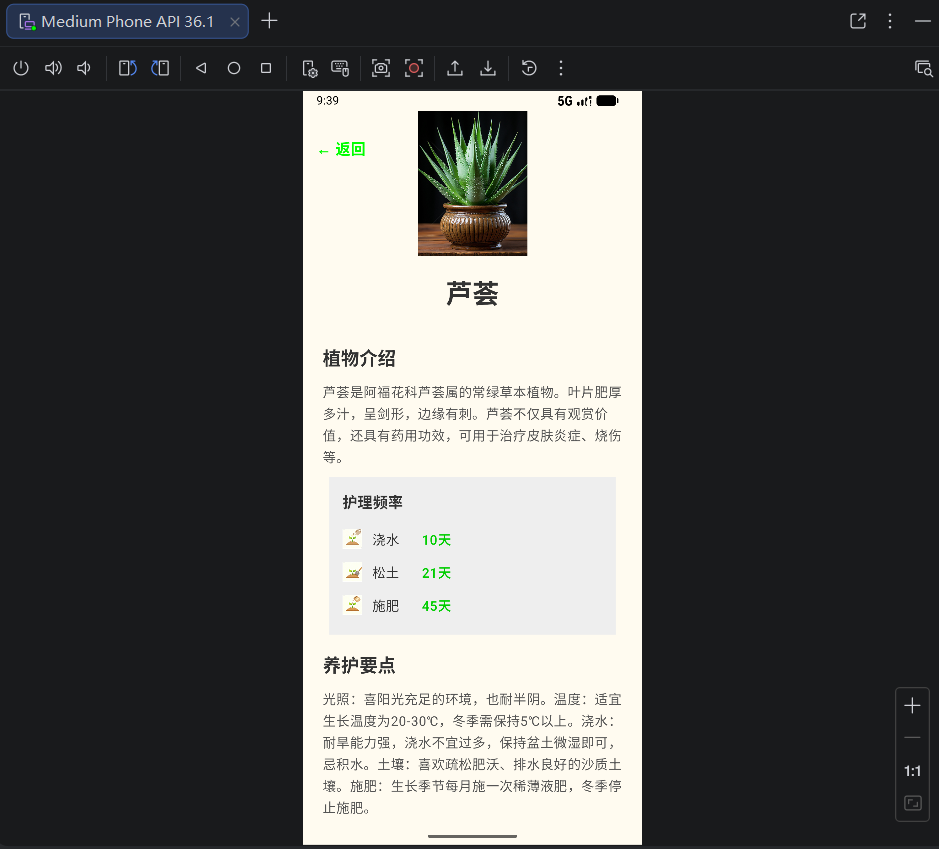 Medium Phone API 36.1
9:39
5G
← 返回
芦荟
植物介绍
芦荟是阿福花科芦荟属的常绿草本植物。叶片肥厚
多汁，呈剑形，边缘有刺。芦荟不仅具有观赏价
值，还具有药用功效，可用于治疗皮肤炎症、烧伤
等。
护理频率
浇水 10天
松土 21天
施肥 45天
养护要点
光照：喜阳光充足的环境，也耐半阴。温度：适宜
生长温度为20-30℃，冬季需保持5℃以上。浇水：
耐旱能力强，浇水不宜过多，保持盆土微湿即可，
忌积水。土壤：喜欢疏松肥沃、排水良好的沙质土
壤。施肥：生长季节每月施一次稀薄液肥，冬季停
止施肥。
1:1